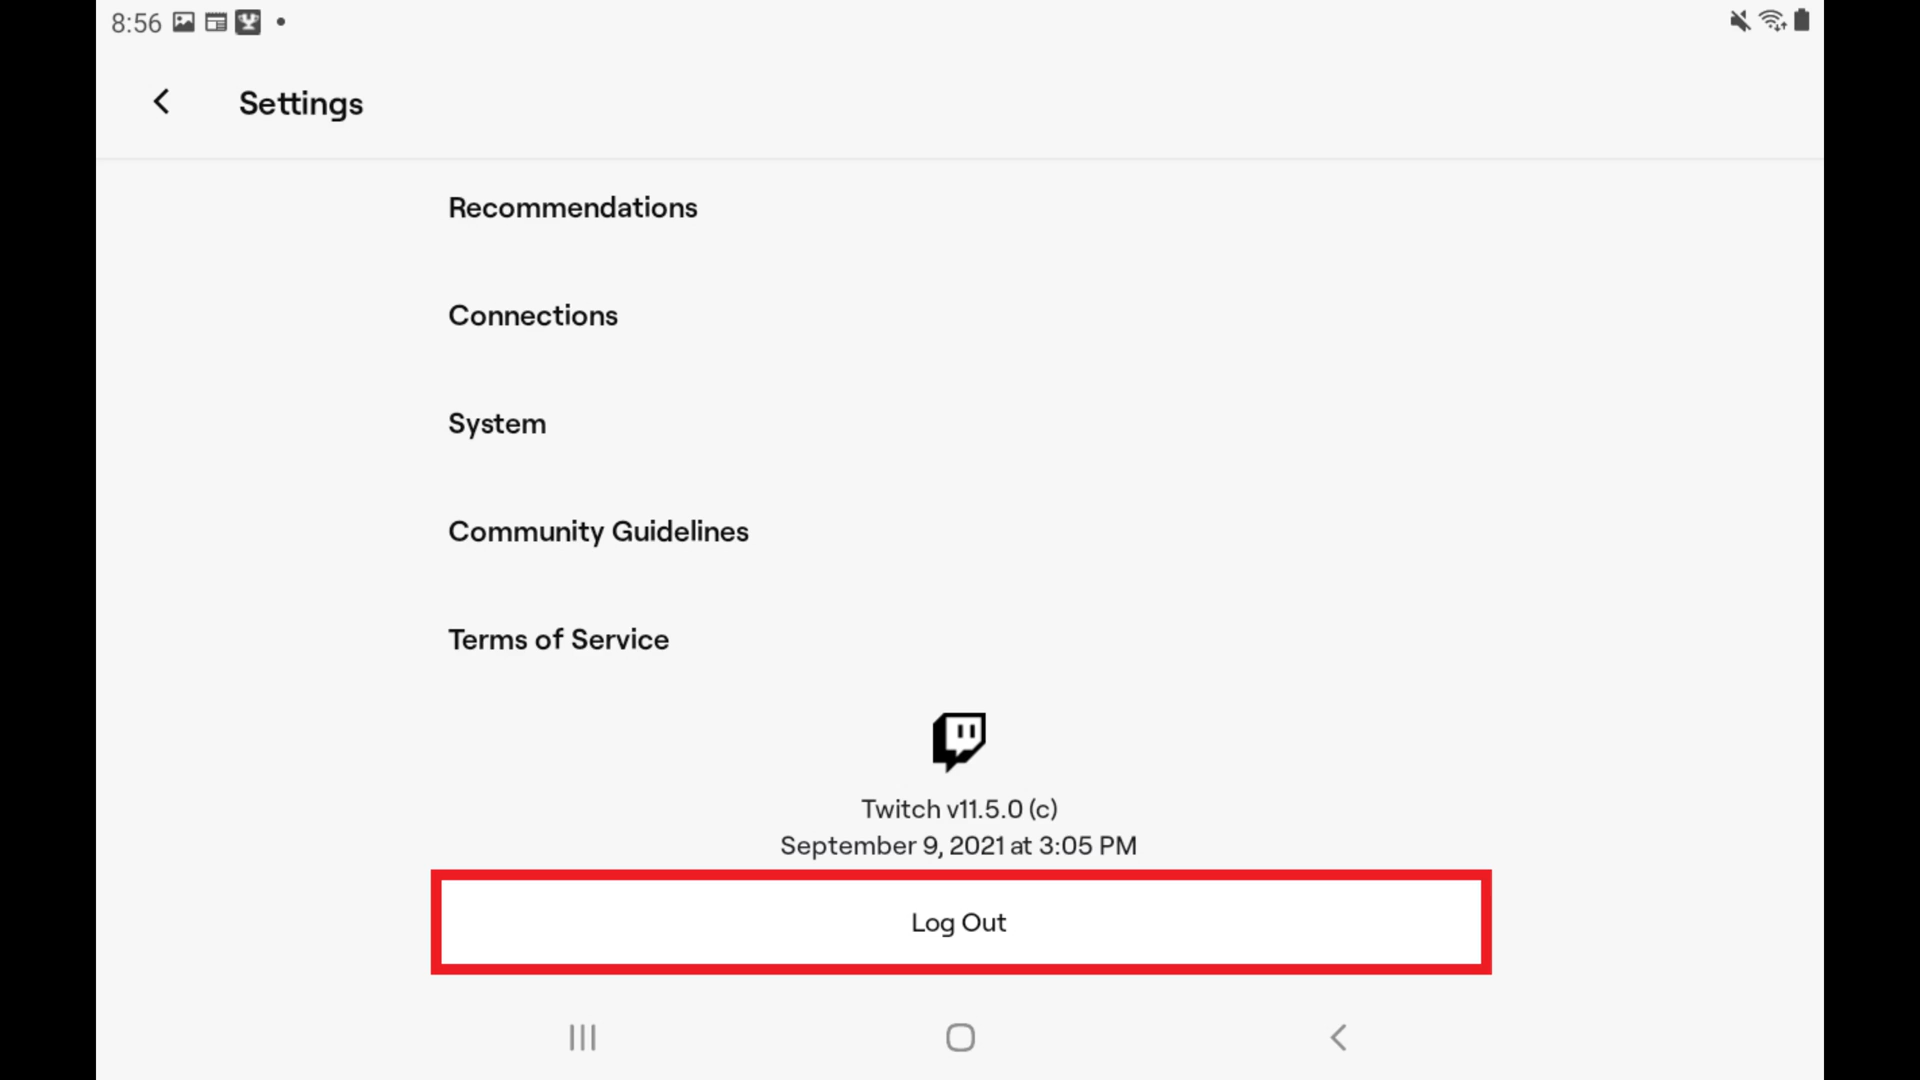 8:56
Settings
Recommendations
Connections
System
Community Guidelines
Terms of Service
Twitch v11.5.0 (c)
September 9, 2021 at 3:05 PM
Log Out